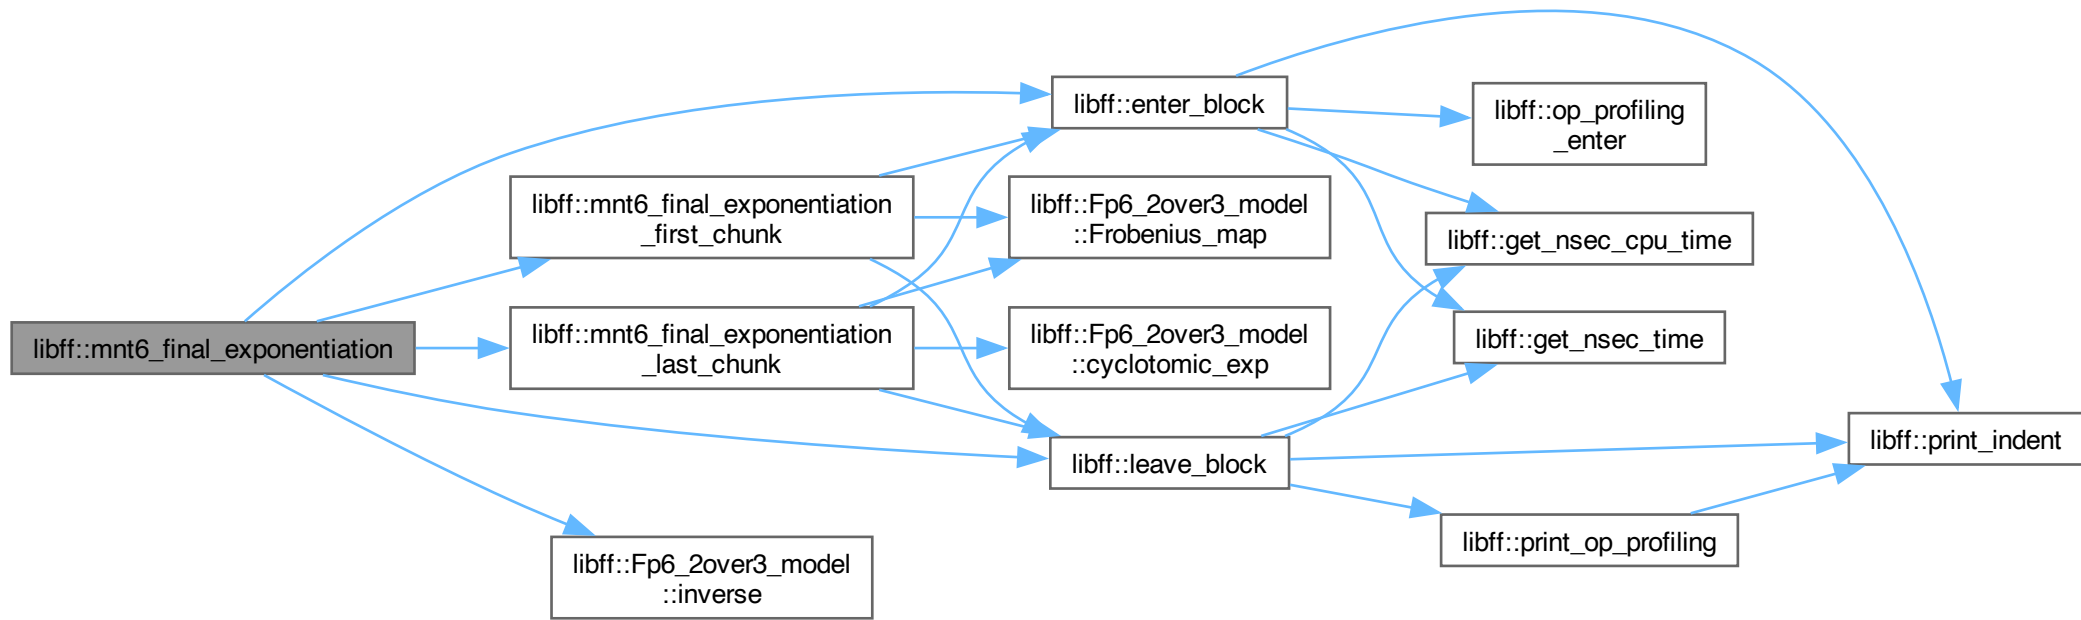 libff::mnt6_final_exponentiation
libff::mnt6_final_exponentiation
_first_chunk
libff::mnt6_final_exponentiation
_last_chunk
libff::Fp6_2over3_model
::inverse
libff::enter_block
libff::Fp6_2over3_model
::Frobenius_map
libff::Fp6_2over3_model
::cyclotomic_exp
libff::leave_block
libff::op_profiling
_enter
libff::get_nsec_cpu_time
libff::get_nsec_time
libff::print_op_profiling
libff::print_indent